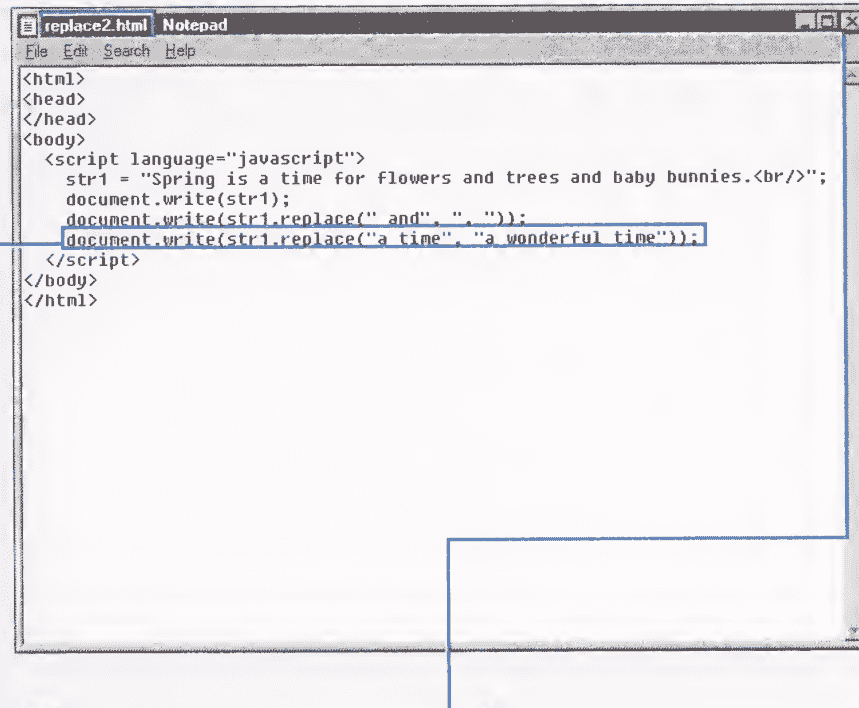 replace2.html Notepad
File Edit Search Help
<html>
<head>
</head>
<body>
<script language="javascript">
str1 = "Spring is a time for flowers and trees and baby bunnies.<br/>";
document.write(str1);
document.write(str1.replace(" and", ", "));
document.write(str1.replace("a time", "a wonderful time"));
</script>
</body>
</html>